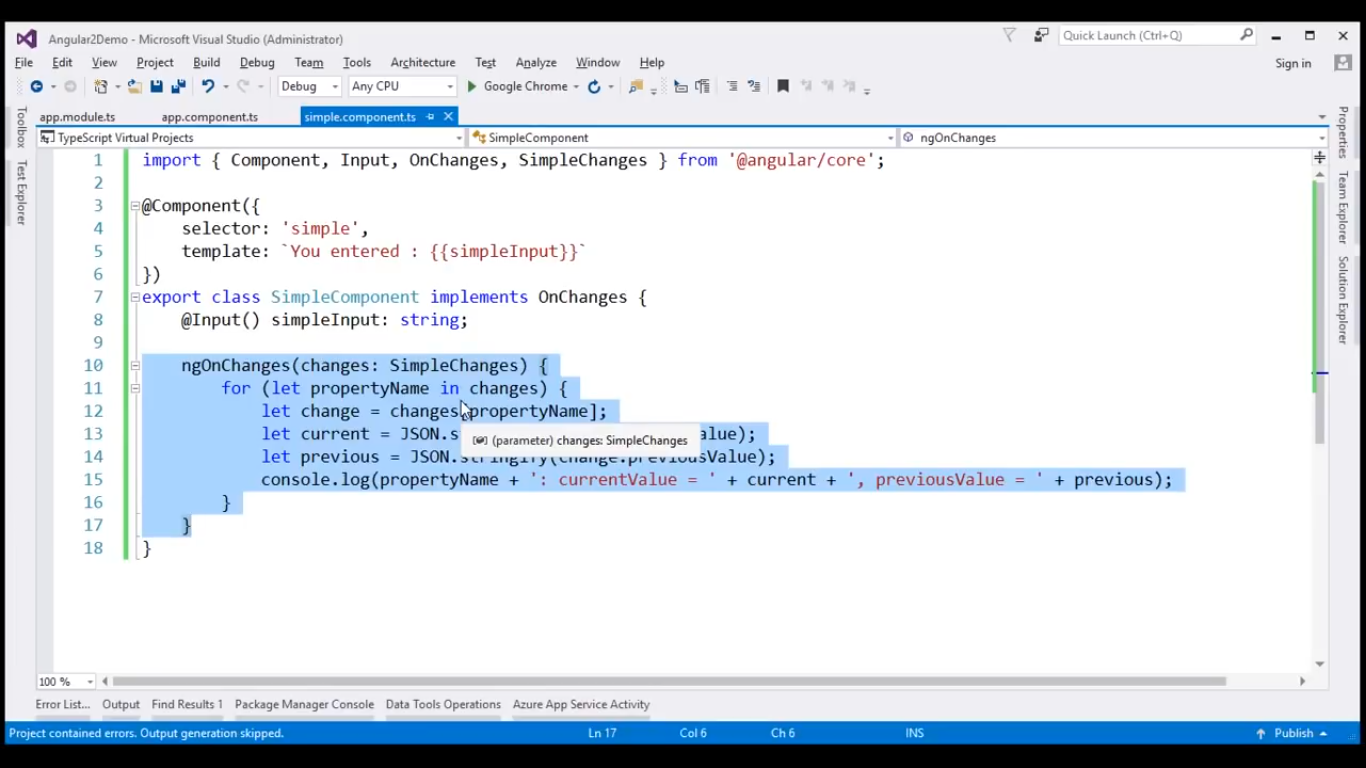 Angular2Demo - Microsoft Visual Studio (Administrator)
Quick Launch (Ctrl+Q)
File Edit View Project Build Debug Team Tools Architecture Test Analyze Window Help
Sign in
Debug Any CPU Google Chrome
app.module.ts app.component.ts simple.component.ts
TypeScript Virtual Projects SimpleComponent ngOnChanges
Toolbox
Test Explorer
1 import { Component, Input, OnChanges, SimpleChanges } from '@angular/core';
2
3 @Component({
4 selector: 'simple',
5 template: `You entered : {{simpleInput}}`
6 })
7 export class SimpleComponent implements OnChanges {
8 @Input() simpleInput: string;
9
10 ngOnChanges(changes: SimpleChanges) {
11 for (let propertyName in changes) {
12 let change = changes[propertyName];
13 let current = JSON.s alue);
(parameter) changes: SimpleChanges
14 let previous = JSON.stringify(change.previousValue);
15 console.log(propertyName + ': currentValue = ' + current + ', previousValue = ' + previous);
16 }
17 }
18 }
Properties
Team Explorer
Solution Explorer
100 %
Error List... Output Find Results 1 Package Manager Console Data Tools Operations Azure App Service Activity
Project contained errors. Output generation skipped. Ln 17 Col 6 Ch 6 INS Publish